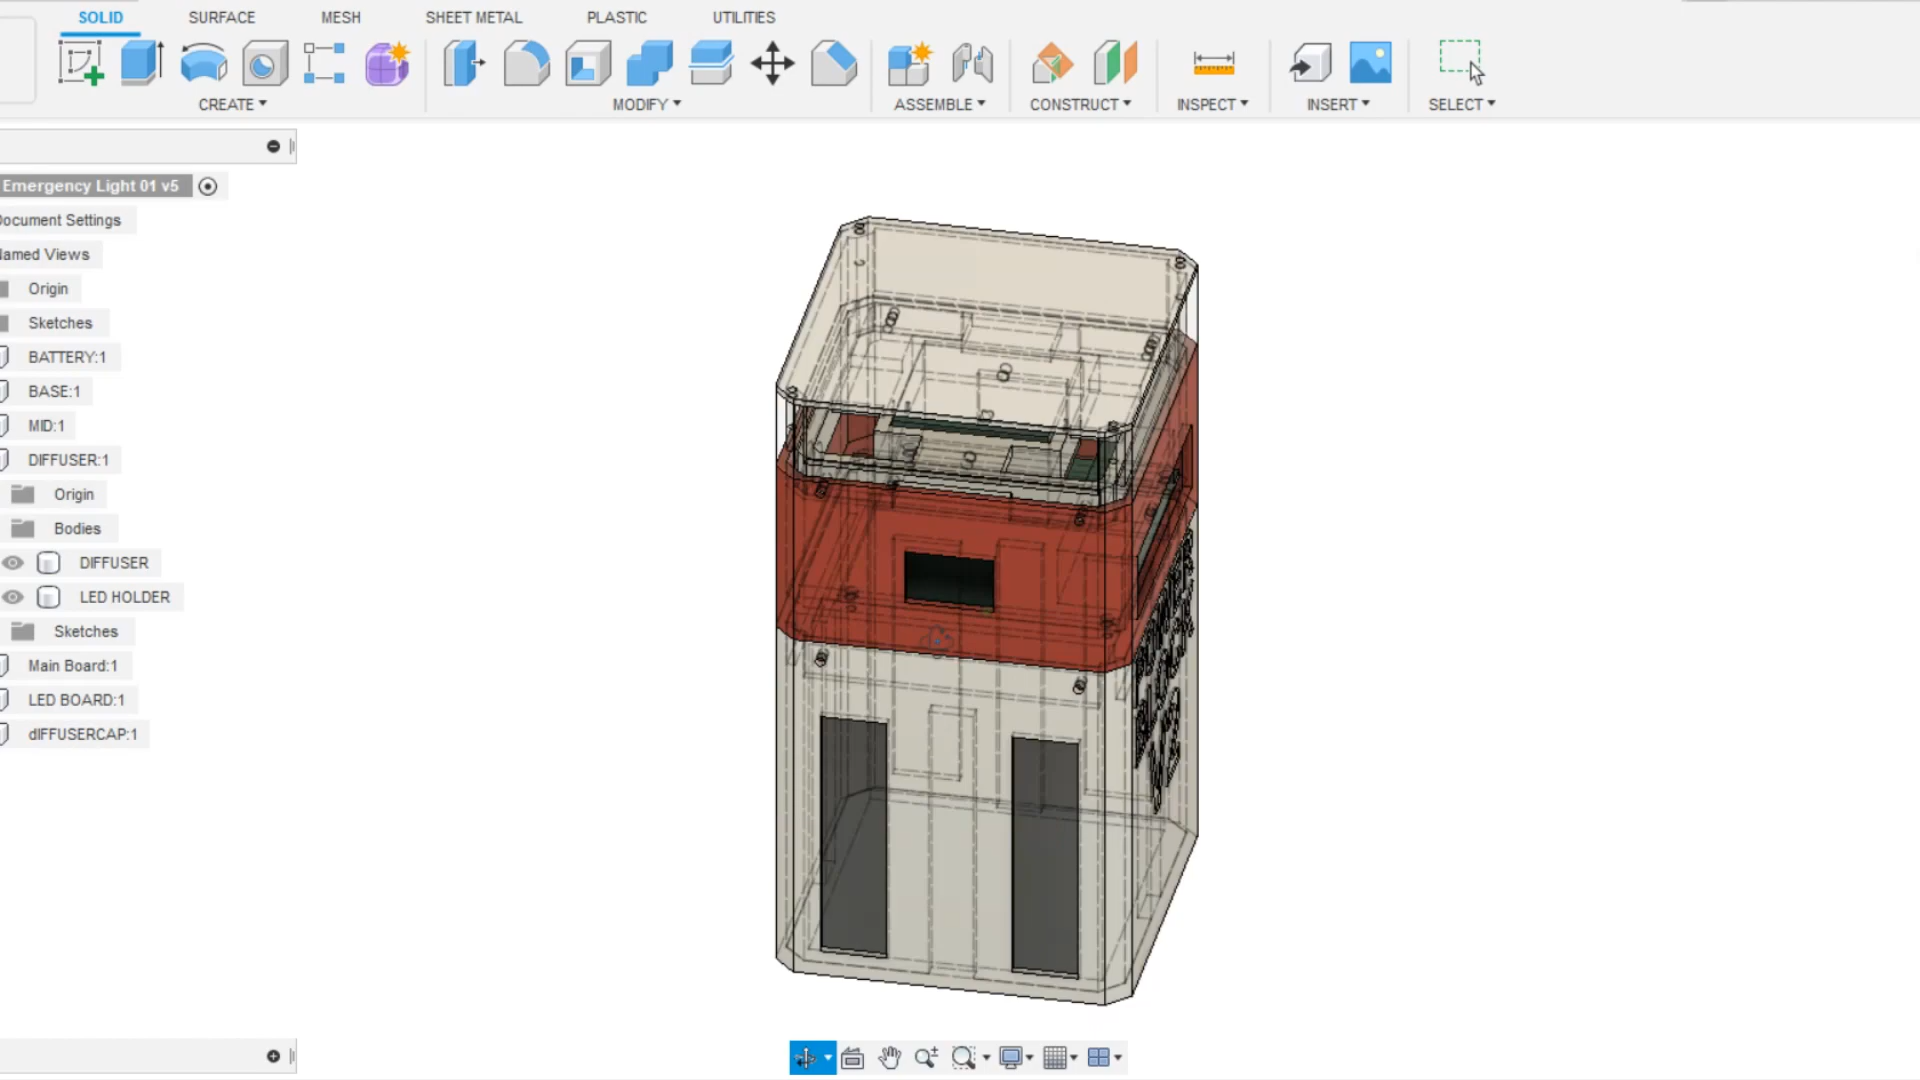 SOLID SURFACE MESH SHEET METAL PLASTIC UTILITIES
CREATE MODIFY ASSEMBLE CONSTRUCT INSPECT INSERT SELECT
Emergency Light 01 v5
Document Settings
Named Views
Origin
Sketches
BATTERY:1
BASE:1
MID:1
DIFFUSER:1
Origin
Bodies
DIFFUSER
LED HOLDER
Sketches
Main Board:1
LED BOARD:1
dIFFUSERCAP:1